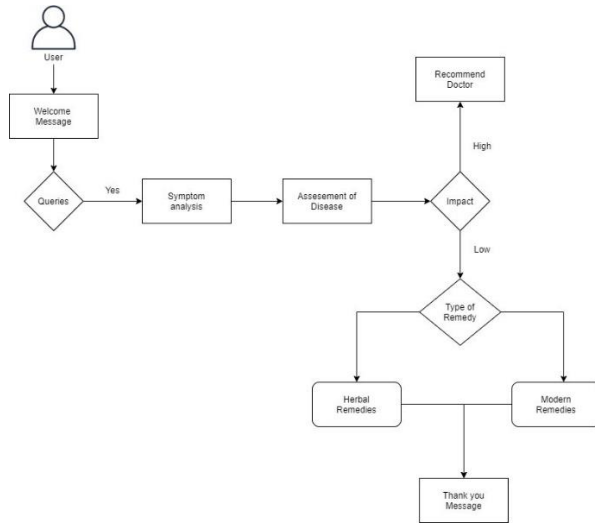 User
Welcome
Message
Queries
Yes
Symptom
analysis
Assesement of
Disease
Impact
High
Recommend
Doctor
Low
Type of
Remedy
Herbal
Remedies
Modern
Remedies
Thank you
Message